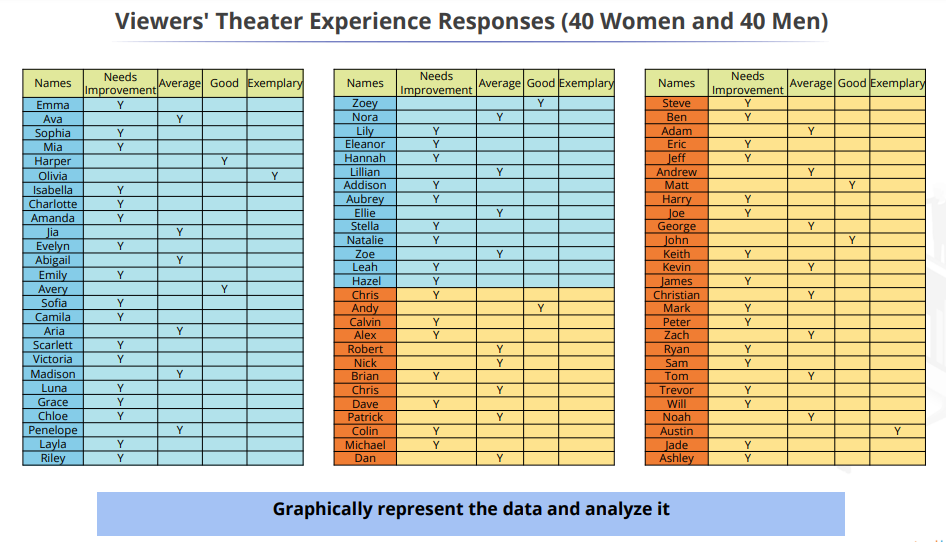 Viewers' Theater Experience Responses (40 Women and 40 Men)
Names Needs Improvement Average Good Exemplary
Emma Y
Ava Y
Sophia Y
Mia Y
Harper Y
Olivia Y
Isabella Y
Charlotte Y
Amanda Y
Jia Y
Evelyn Y
Abigail Y
Emily Y
Avery Y
Sofia Y
Camila Y
Aria Y
Scarlett Y
Victoria Y
Madison Y
Luna Y
Grace Y
Chloe Y
Penelope Y
Layla Y
Riley Y
Names Needs Improvement Average Good Exemplary
Zoey Y
Nora Y
Lily Y
Eleanor Y
Hannah Y
Lillian Y
Addison Y
Aubrey Y
Ellie Y
Stella Y
Natalie Y
Zoe Y
Leah Y
Hazel Y
Chris Y
Andy Y
Calvin Y
Alex Y
Robert Y
Nick Y
Brian Y
Chris Y
Dave Y
Patrick Y
Colin Y
Michael Y
Dan Y
Names Needs Improvement Average Good Exemplary
Steve Y
Ben Y
Adam Y
Eric Y
Jeff Y
Andrew Y
Matt Y
Harry Y
Joe Y
George Y
John Y
Keith Y
Kevin Y
James Y
Christian Y
Mark Y
Peter Y
Zach Y
Ryan Y
Sam Y
Tom Y
Trevor Y
Will Y
Noah Y
Austin Y
Jade Y
Ashley Y
Graphically represent the data and analyze it